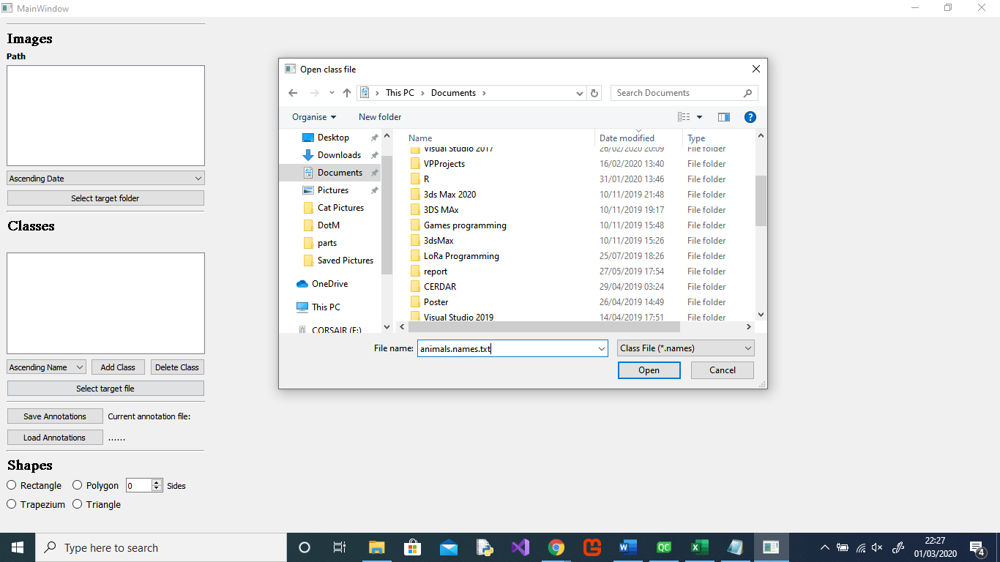 MainWindow
Images
Path
Ascending Date
Select target folder
Classes
Ascending Name
Add Class
Delete Class
Select target file
Save Annotations
Current annotation file:
Load Annotations
......
Shapes
Rectangle
Polygon
0
Sides
Trapezium
Triangle
Open class file
This PC
Documents
Search Documents
Organise
New folder
?
Desktop
Downloads
Documents
Pictures
Cat Pictures
DotM
parts
Saved Pictures
OneDrive
This PC
CORSAIR (E:)
Name Date modified Type
Visual Studio 2017 26/02/2020 20:09 File folder
VPProjects 16/02/2020 13:40 File folder
R 31/01/2020 13:46 File folder
3ds Max 2020 10/11/2019 21:48 File folder
3DS MAx 10/11/2019 19:17 File folder
Games programming 10/11/2019 15:48 File folder
3dsMax 10/11/2019 15:26 File folder
LoRa Programming 25/07/2019 18:26 File folder
report 27/05/2019 17:54 File folder
CERDAR 29/04/2019 03:24 File folder
Poster 26/04/2019 14:49 File folder
Visual Studio 2019 14/04/2019 17:51 File folder
File name: animals.names.txt
Class File (*.names)
Open
Cancel
Type here to search
QC
22:27
01/03/2020
4